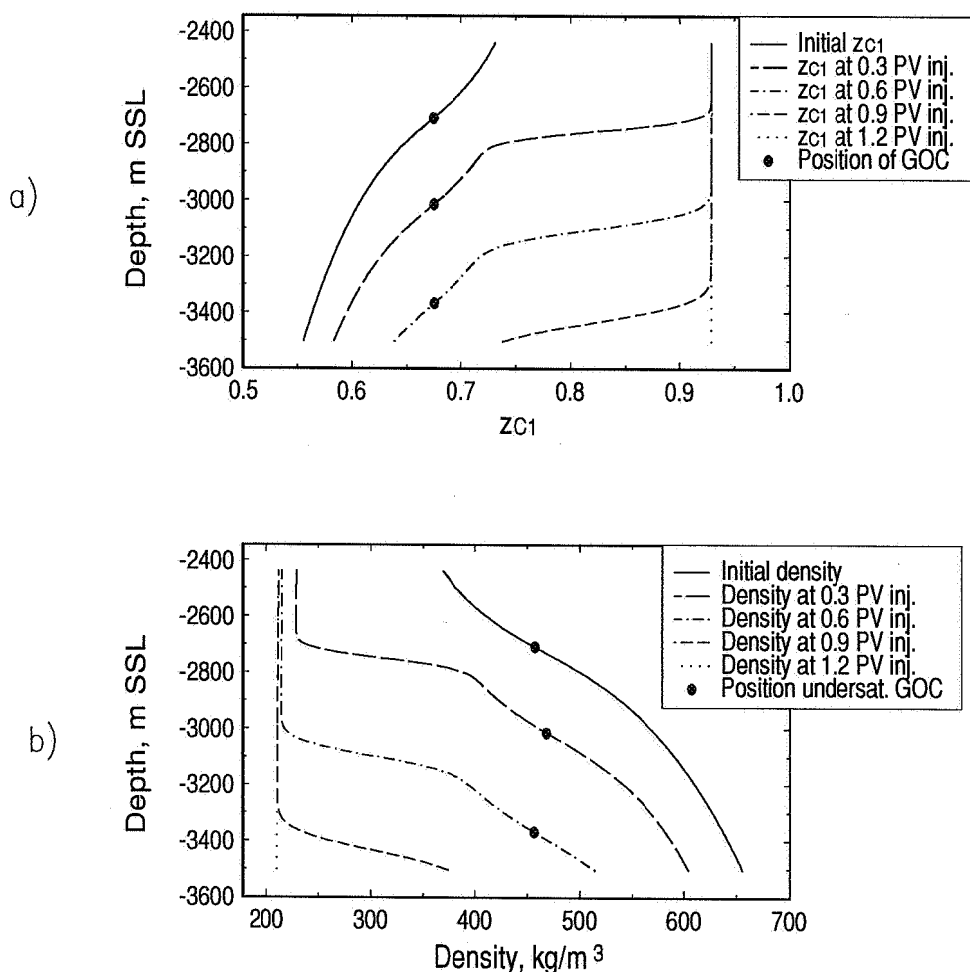 a)
Depth, m SSL
-2400
-2600
-2800
-3000
-3200
-3400
-3600
0.5 0.6 0.7 0.8 0.9 1.0
zC1
Initial zC1
zC1 at 0.3 PV inj.
zC1 at 0.6 PV inj.
zC1 at 0.9 PV inj.
zC1 at 1.2 PV inj.
Position of GOC
b)
Depth, m SSL
-2400
-2600
-2800
-3000
-3200
-3400
-3600
200 300 400 500 600 700
Density, kg/m³
Initial density
Density at 0.3 PV inj.
Density at 0.6 PV inj.
Density at 0.9 PV inj.
Density at 1.2 PV inj.
Position undersat. GOC